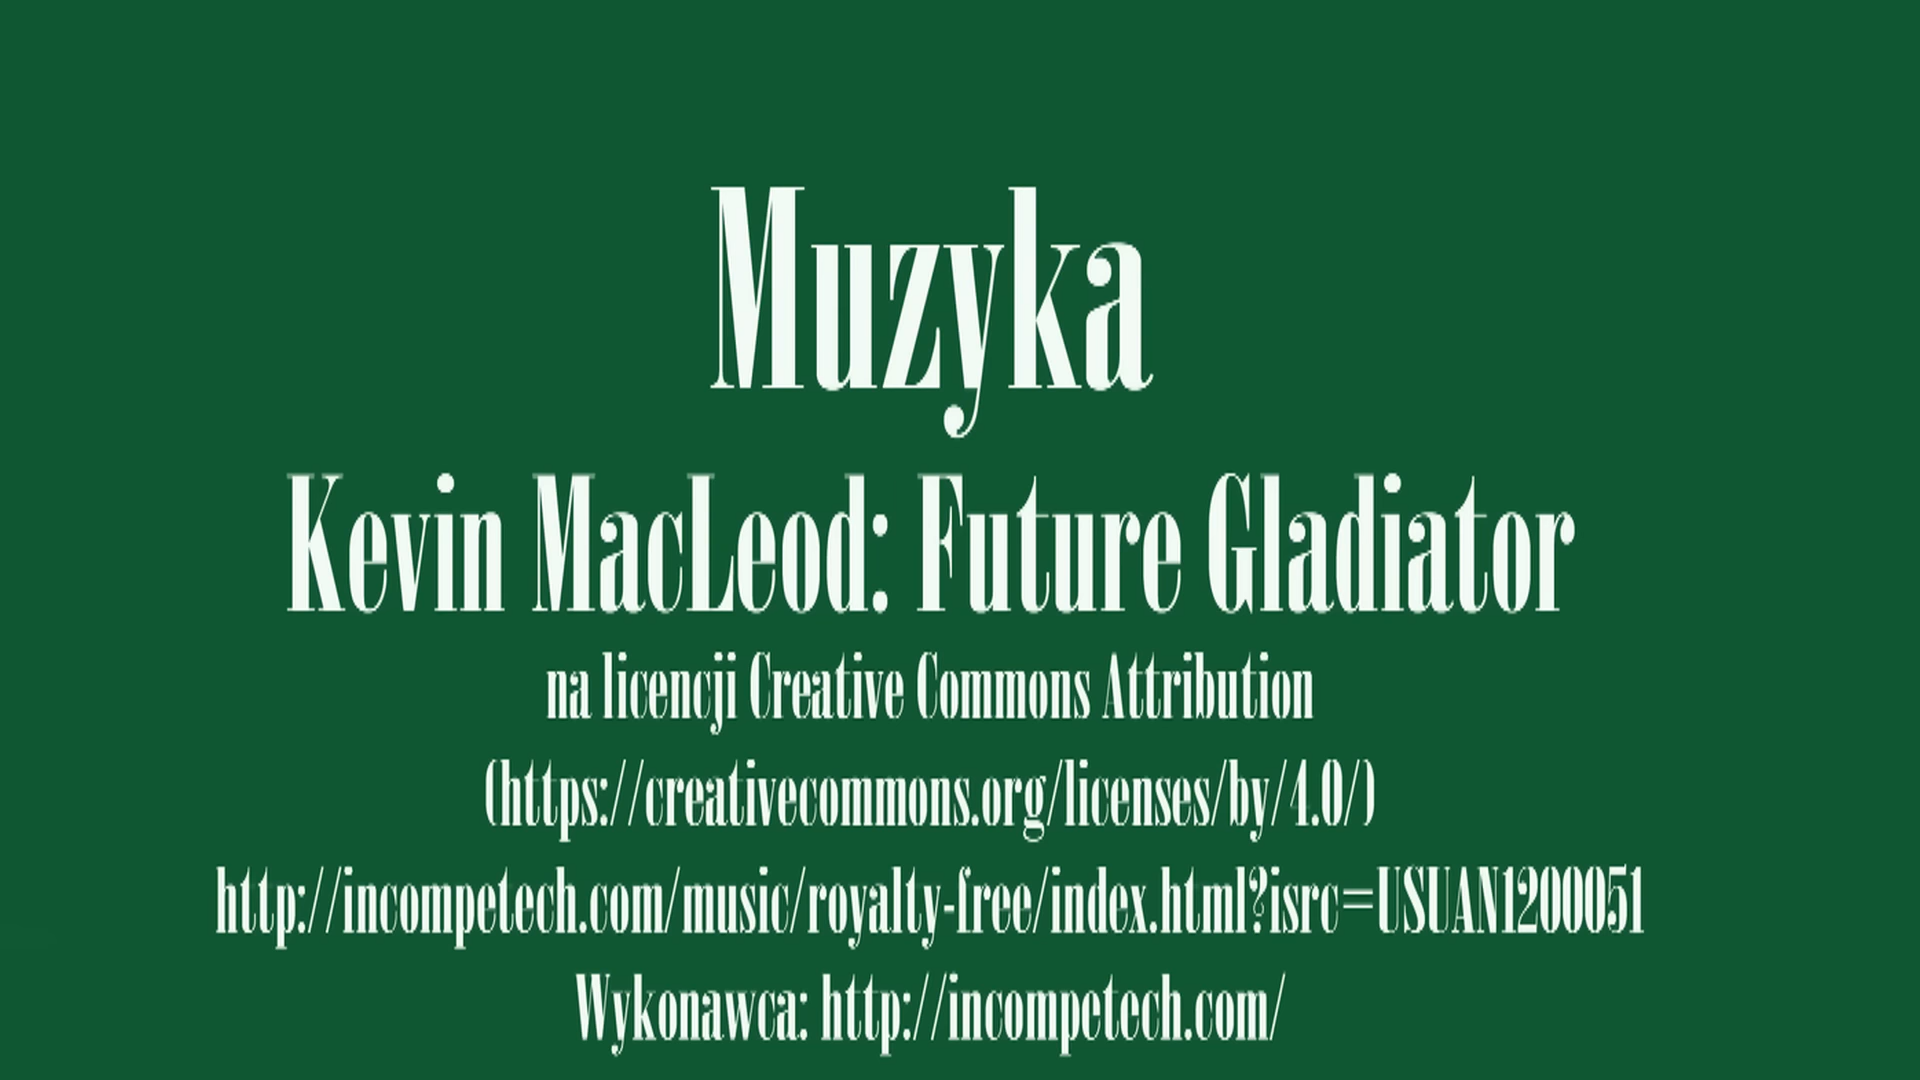 Muzyka
Kevin MacLeod: Future Gladiator
na licencji Creative Commons Attribution
(https://creativecommons.org/licenses/by/4.0/)
http://incompetech.com/music/royalty-free/index.html?isrc=USUAN1200051
Wykonawca: http://incompetech.com/